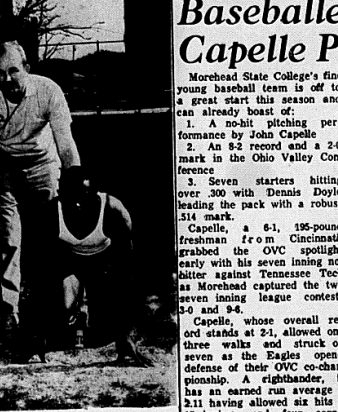 Baseballe
Capelle P
Morehead State College's fine
young baseball team is off to
a great start this season and
can already boast of:
1. A no-hit pitching per-
formance by John Capelle
2. An 8-2 record and a 2-0
mark in the Ohio Valley Con
ference
3. Seven starters hitting
over .300 with Dennis Doyle
leading the pack with a robust
.514 mark.
Capelle, a 6-1, 195-pound
freshman from Cincinnati
grabbed the OVC spotlight
early with his seven inning no
hitter against Tennessee Tec
as Morehead captured the two
seven inning league contest
3-0 and 9-6.
Capelle, whose overall re
ord stands at 2-1, allowed on
three walks and struck o
seven as the Eagles open
defense of their OVC co-cham
pionship. A righthander,
has an earned run average
2.11 having allowed six hits